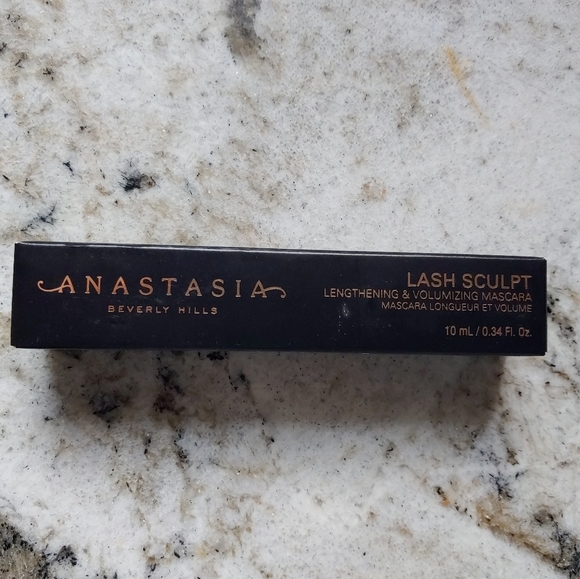 ANASTASIA
BEVERLY HILLS
LASH SCULPT
LENGTHENING & VOLUMIZING MASCARA
MASCARA LONGUEUR ET VOLUME
10 mL / 0.34 Fl. Oz.